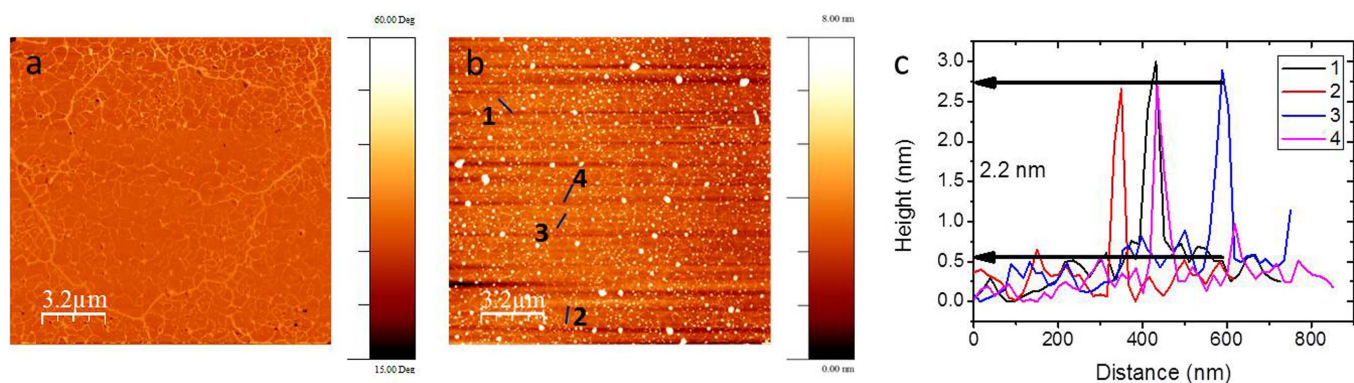 a
60.00 Deg
15.00 Deg
3.2µm
b
8.00 nm
0.00 nm
1
4
3
2
3.2µm
c
3.0
2.5
2.0
1.5
1.0
0.5
0.0
Height (nm)
2.2 nm
1
2
3
4
0 200 400 600 800
Distance (nm)